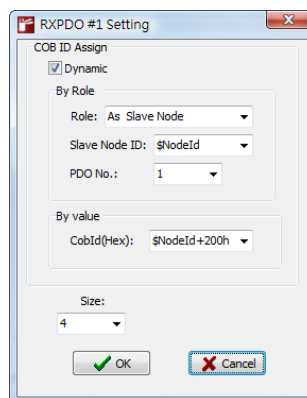 RXPDO #1 Setting
COB ID Assign
Dynamic
By Role
Role: As Slave Node
Slave Node ID: $NodeId
PDO No.: 1
By value
CobId(Hex): $NodeId+200h
Size:
4
OK Cancel